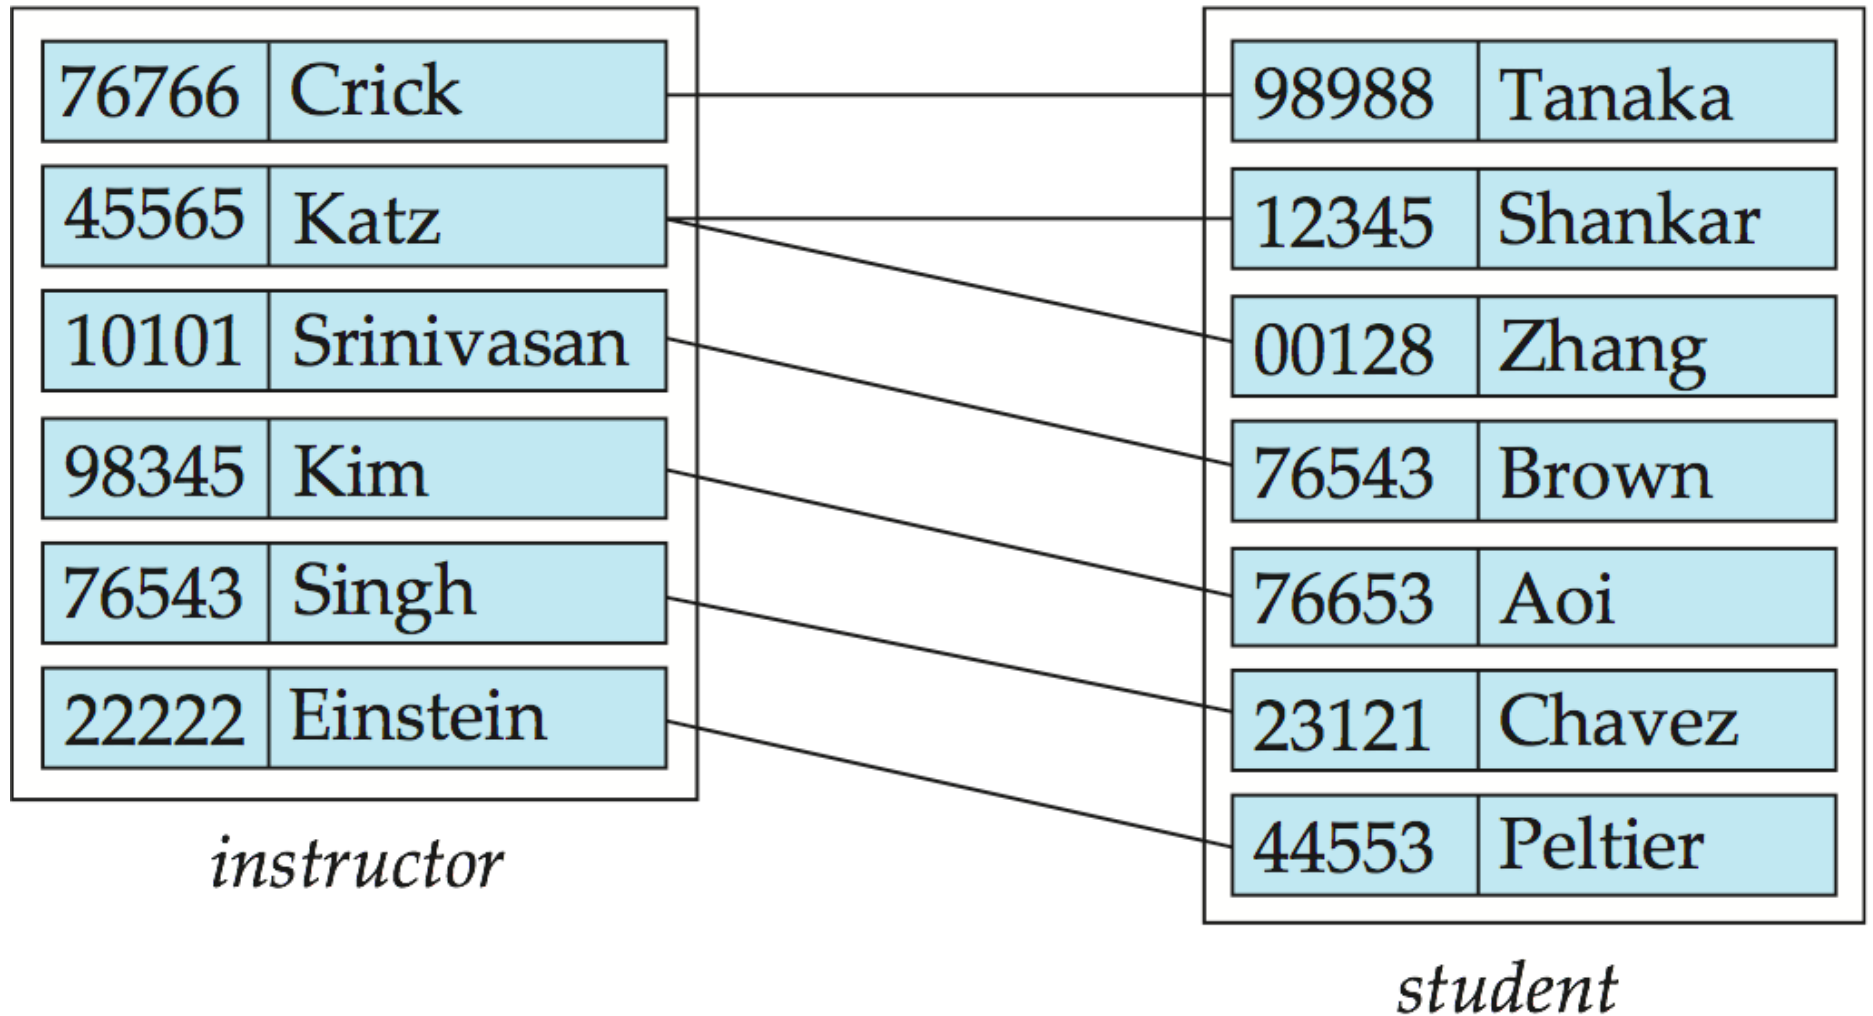 76766 Crick
45565 Katz
10101 Srinivasan
98345 Kim
76543 Singh
22222 Einstein
instructor
98988 Tanaka
12345 Shankar
00128 Zhang
76543 Brown
76653 Aoi
23121 Chavez
44553 Peltier
student